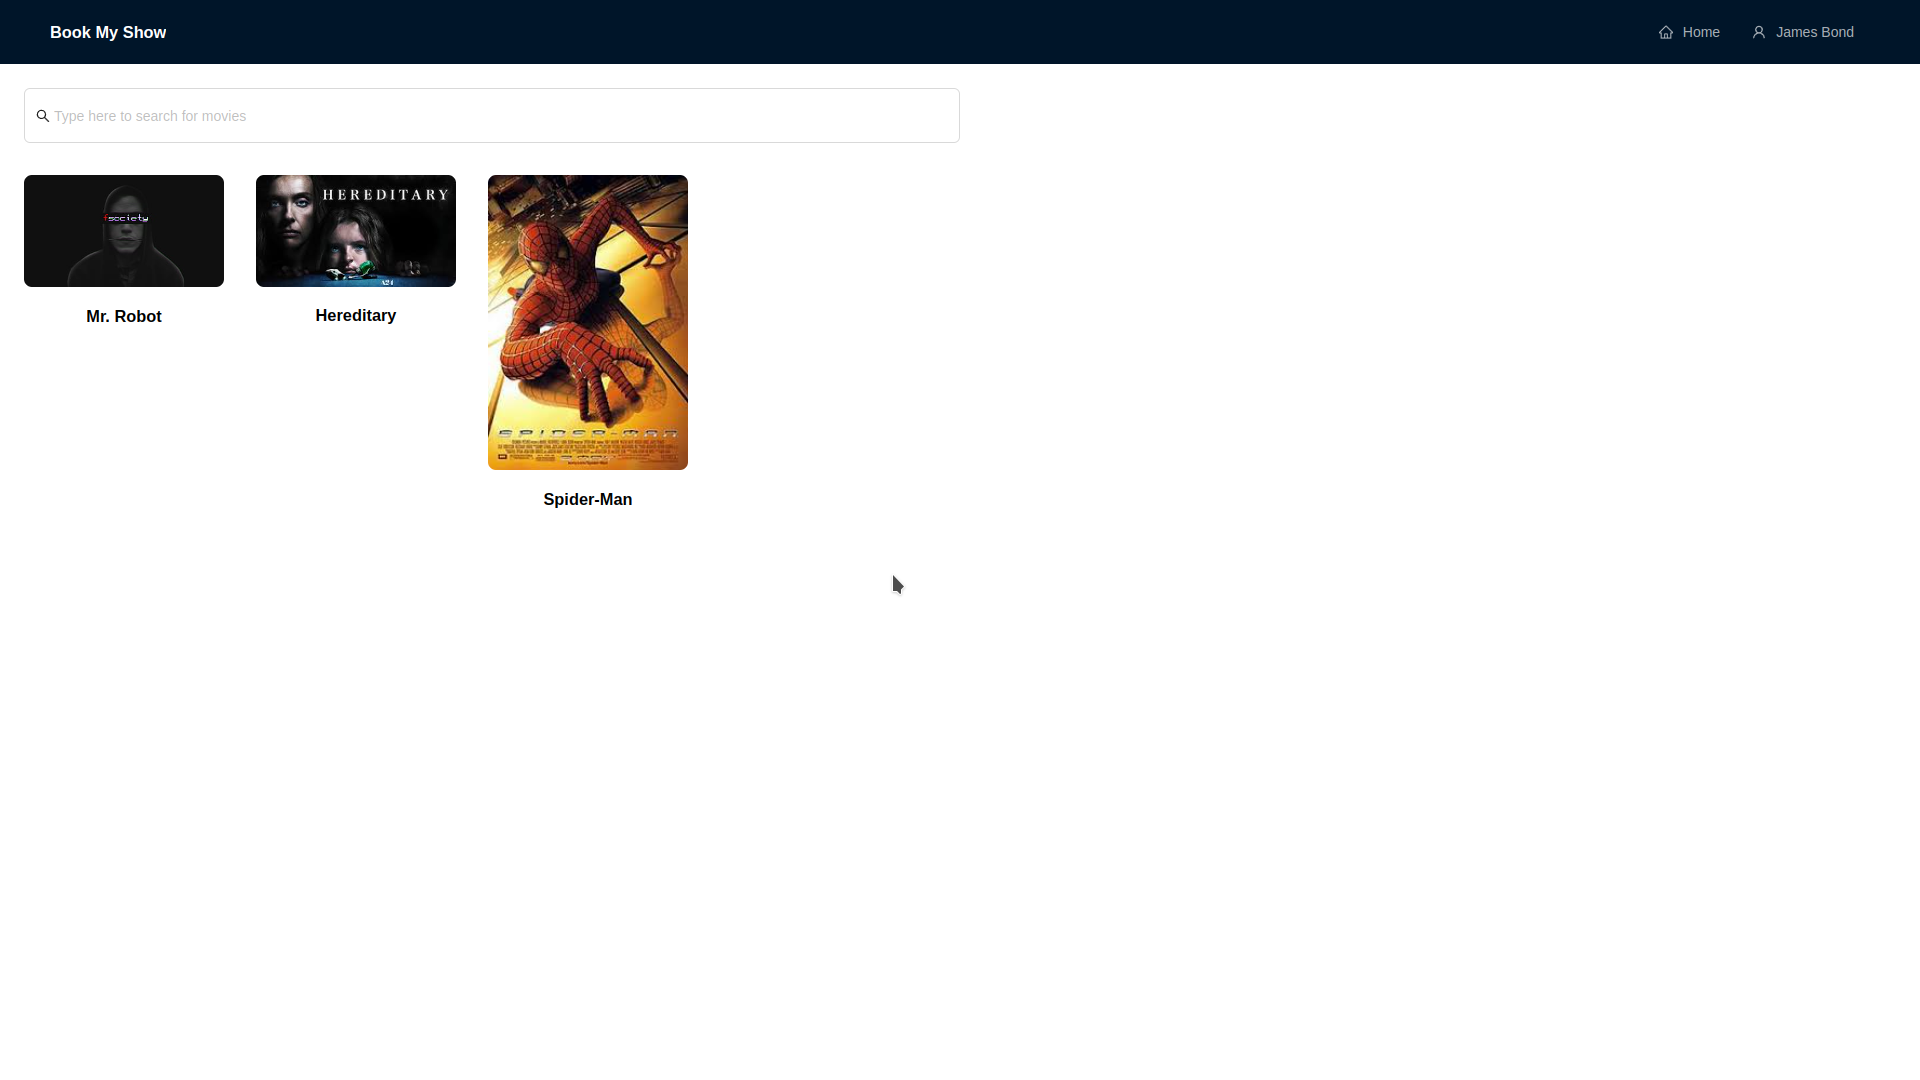 Book My Show
Home
James Bond
Type here to search for movies
fsociety
HEREDITARY
A24
Mr. Robot
Hereditary
SPIDER-MAN
Spider-Man